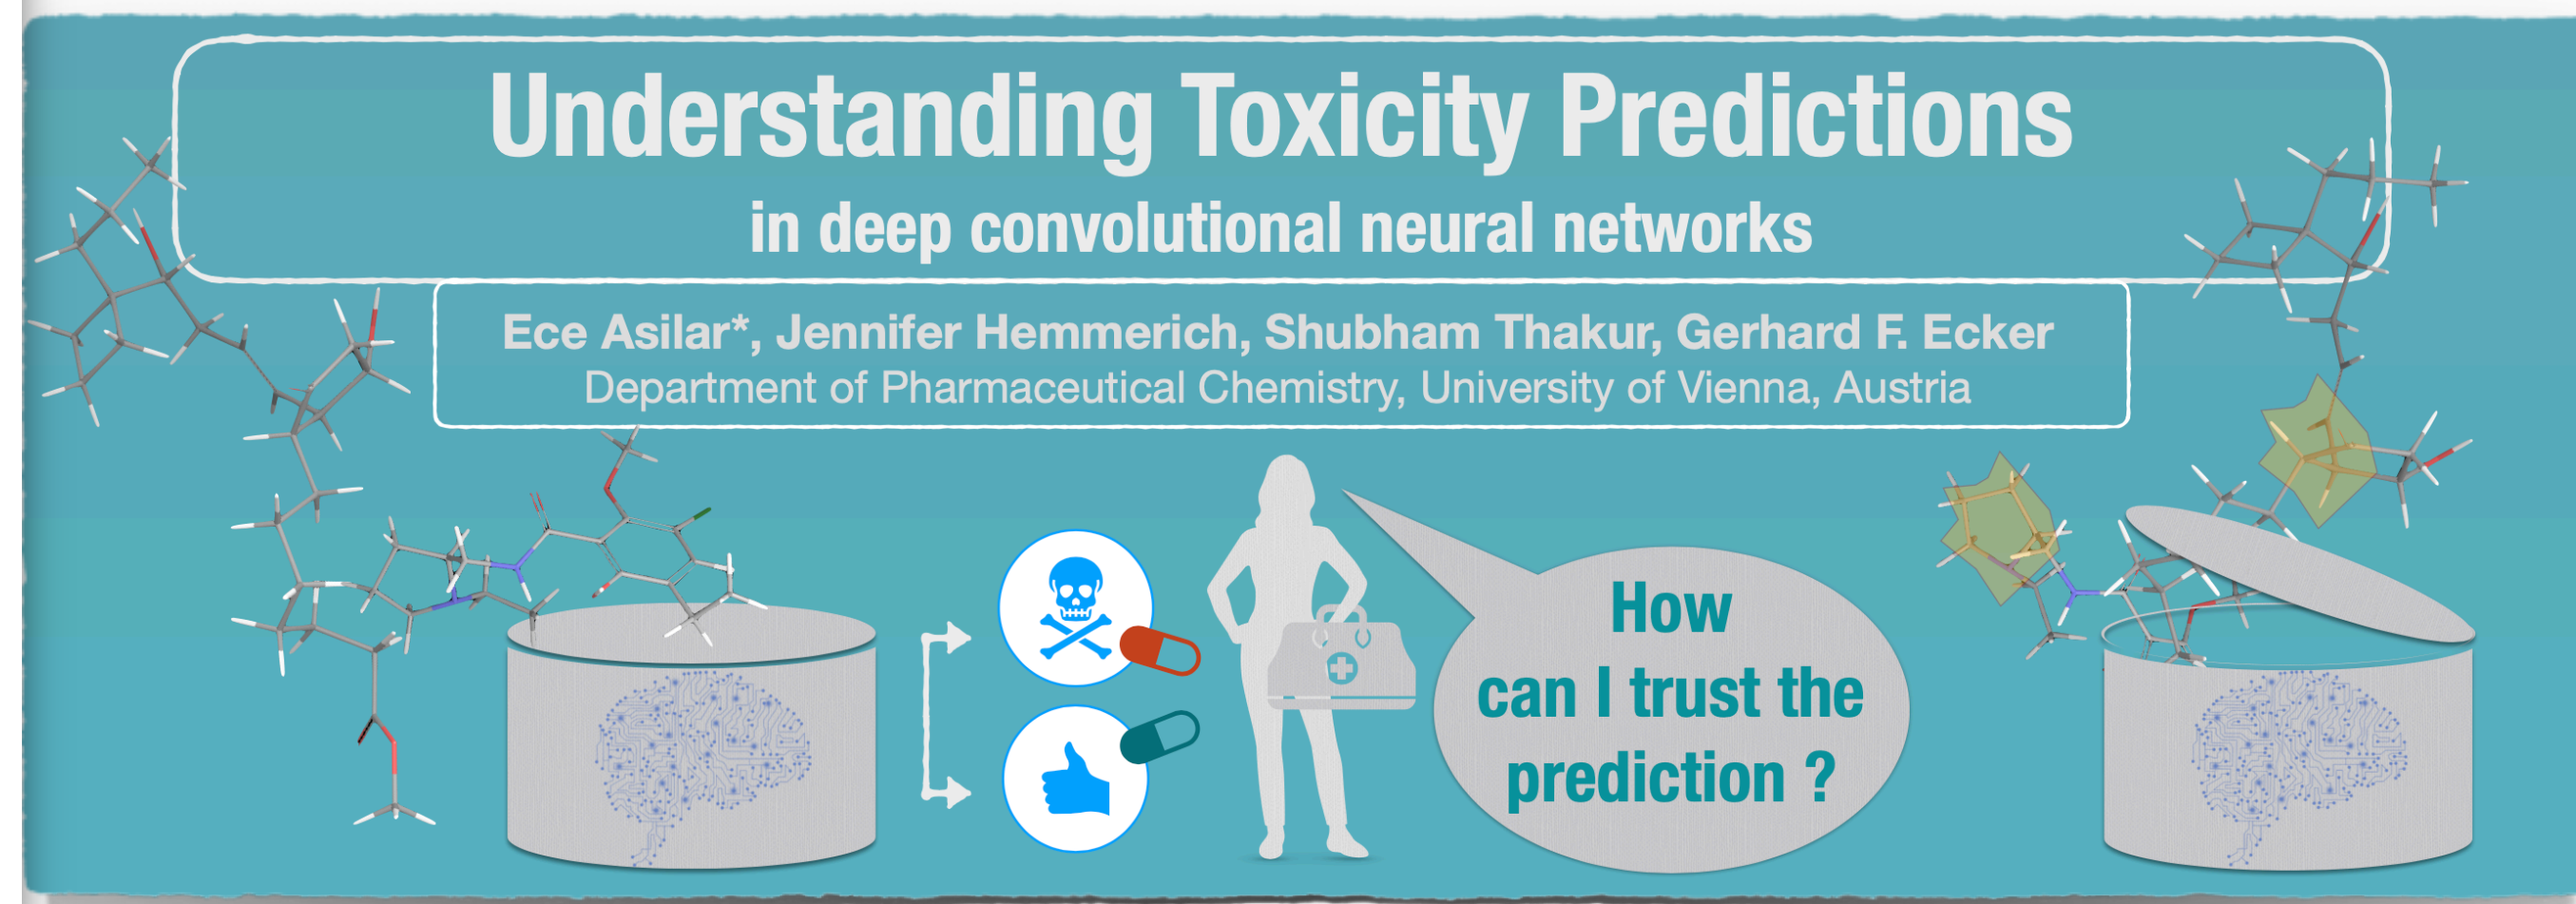 Understanding Toxicity Predictions
in deep convolutional neural networks
Ece Asilar*, Jennifer Hemmerich, Shubham Thakur, Gerhard F. Ecker
Department of Pharmaceutical Chemistry, University of Vienna, Austria
How
can I trust the
prediction ?